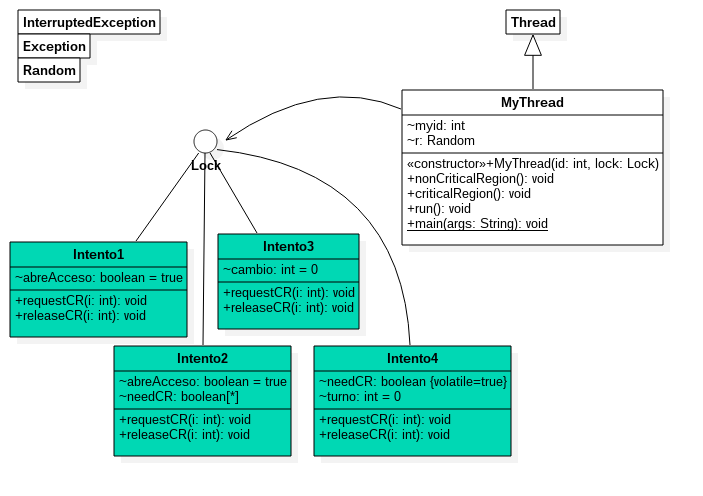 InterruptedException
Exception
Random
Thread
MyThread
~myid: int
~r: Random
«constructor»+MyThread(id: int, lock: Lock)
+nonCriticalRegion(): void
+criticalRegion(): void
+run(): void
+main(args: String): void
Lock
Intento1
~abreAcceso: boolean = true
+requestCR(i: int): void
+releaseCR(i: int): void
Intento3
~cambio: int = 0
+requestCR(i: int): void
+releaseCR(i: int): void
Intento2
~abreAcceso: boolean = true
~needCR: boolean[*]
+requestCR(i: int): void
+releaseCR(i: int): void
Intento4
~needCR: boolean {volatile=true}
~turno: int = 0
+requestCR(i: int): void
+releaseCR(i: int): void